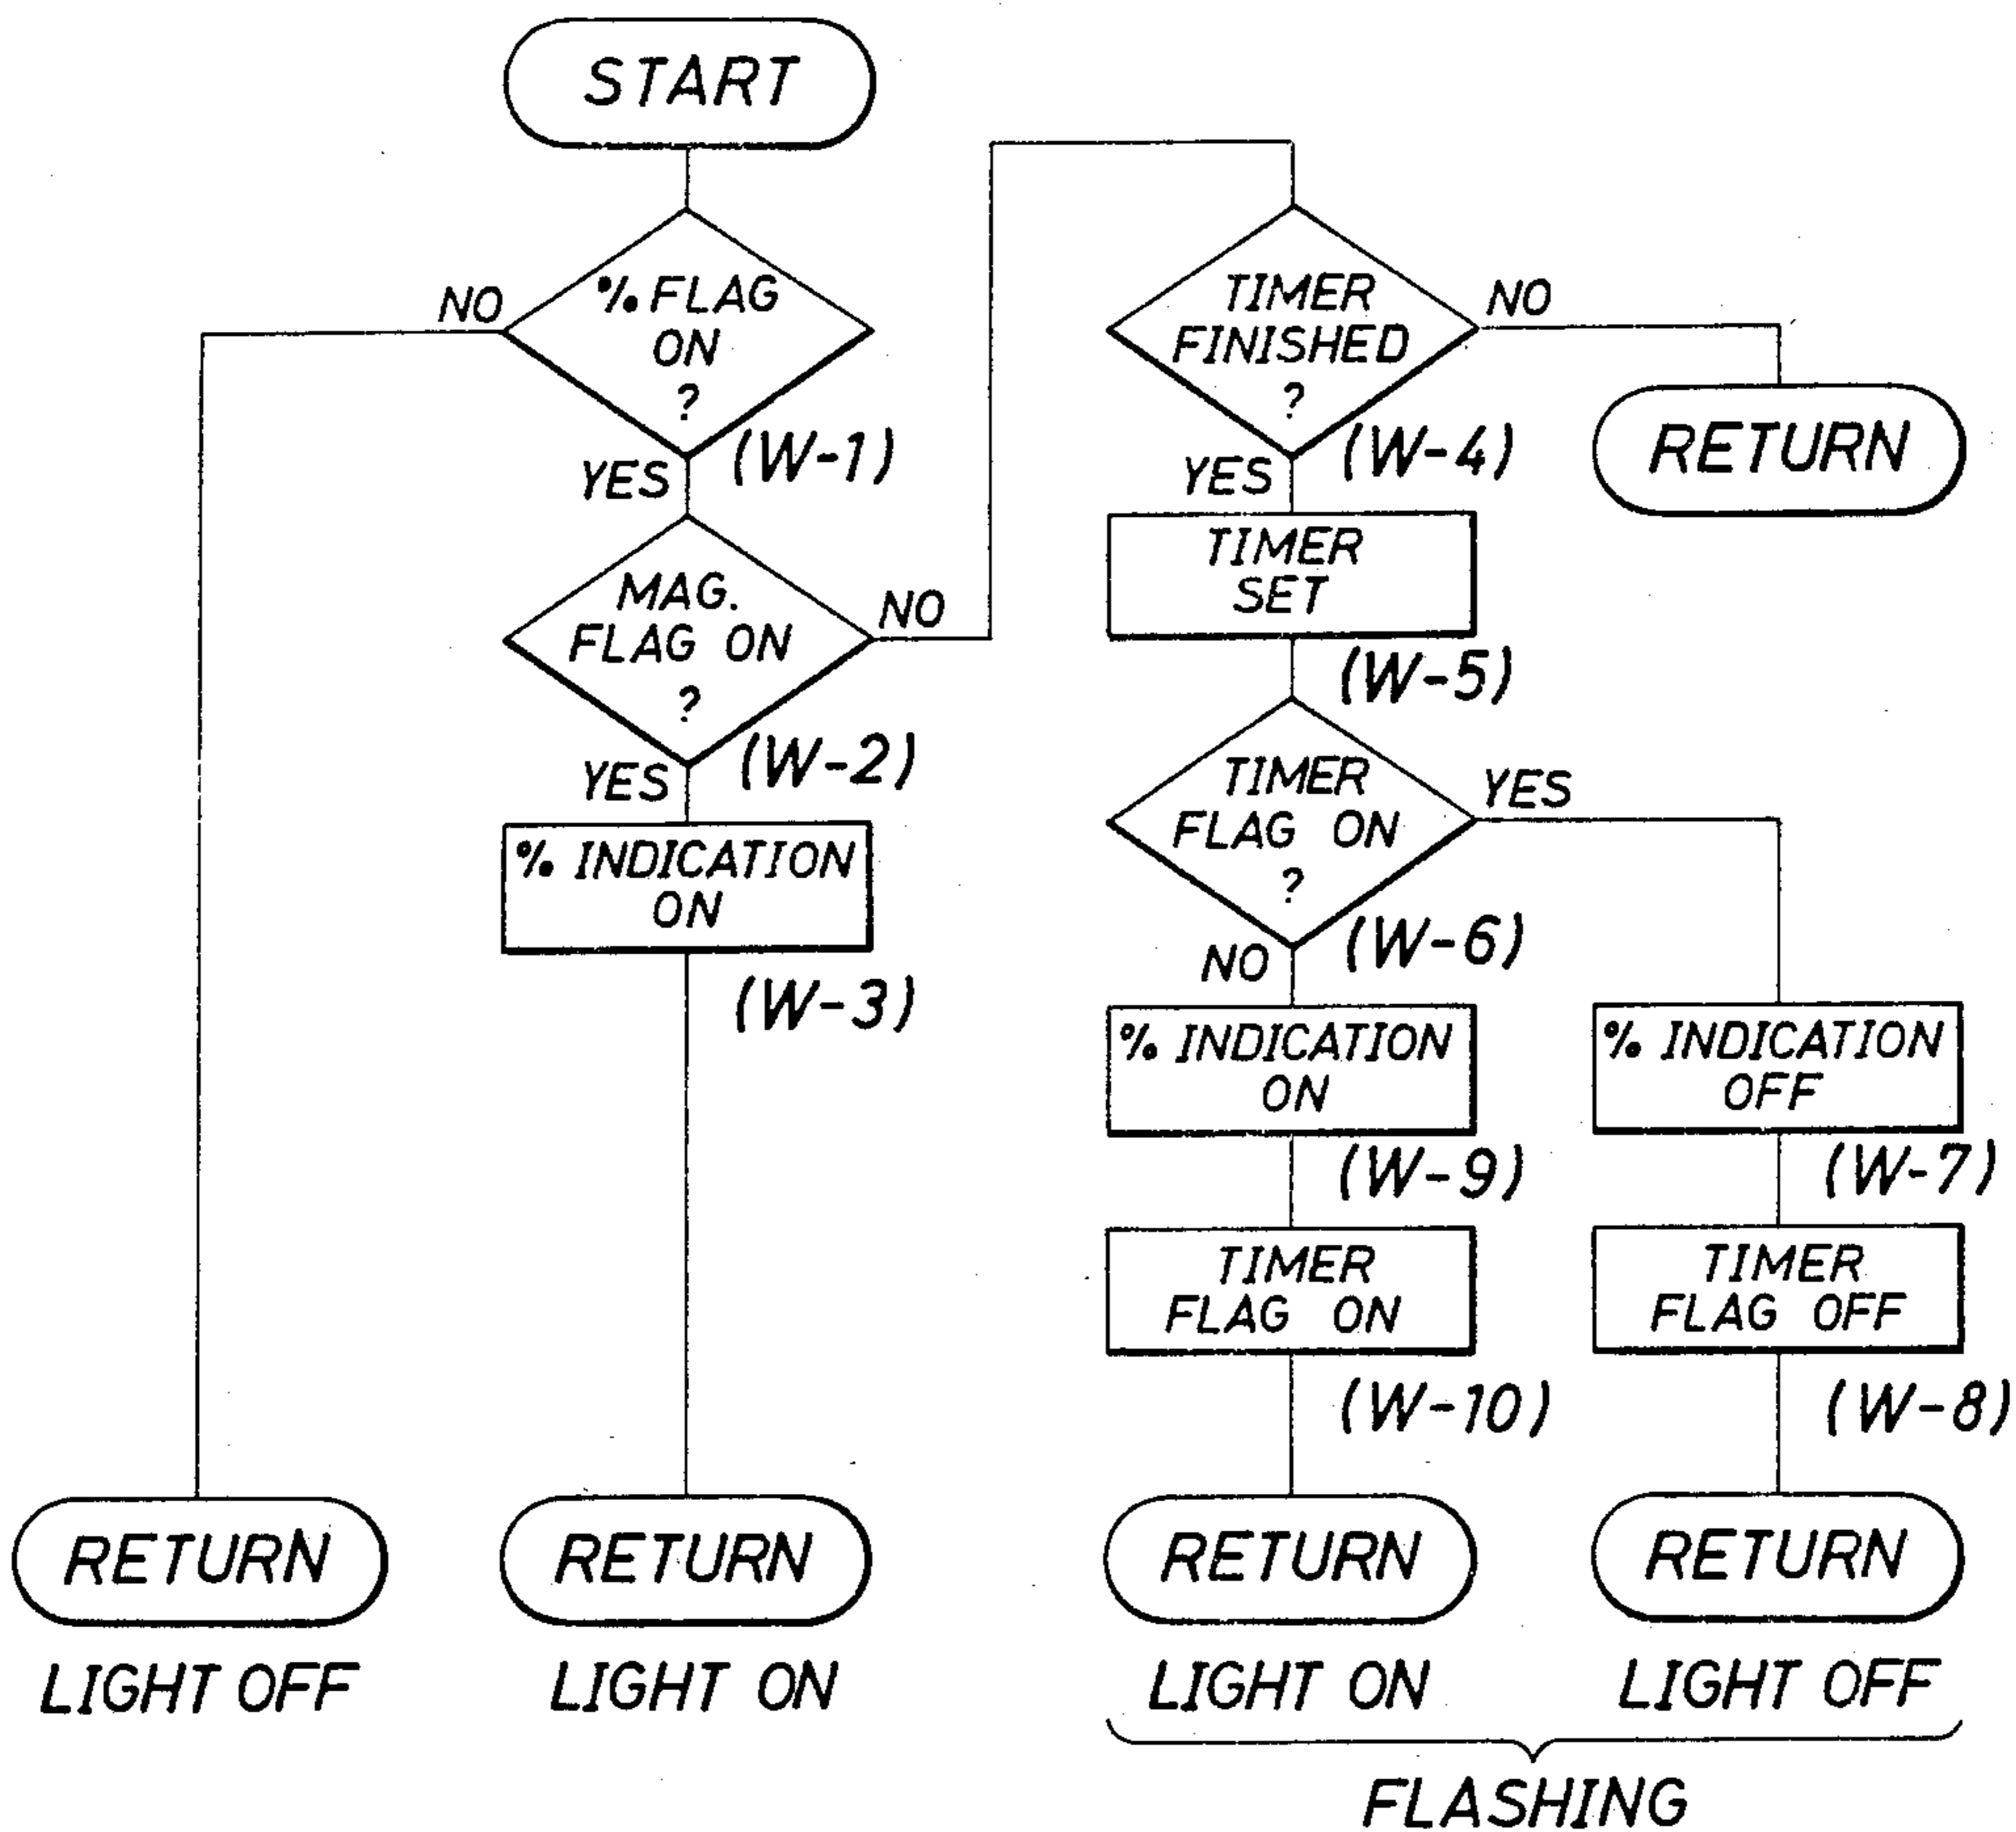 START
% FLAG
ON
?
NO
(W-1)
YES
MAG.
FLAG ON
?
NO
(W-2)
YES
% INDICATION
ON
(W-3)
TIMER
FINISHED
?
NO
RETURN
(W-4)
YES
TIMER
SET
(W-5)
TIMER
FLAG ON
?
YES
(W-6)
NO
% INDICATION
ON
(W-9)
TIMER
FLAG ON
(W-10)
% INDICATION
OFF
(W-7)
TIMER
FLAG OFF
(W-8)
RETURN
RETURN
RETURN
RETURN
LIGHT OFF
LIGHT ON
LIGHT ON
LIGHT OFF
FLASHING